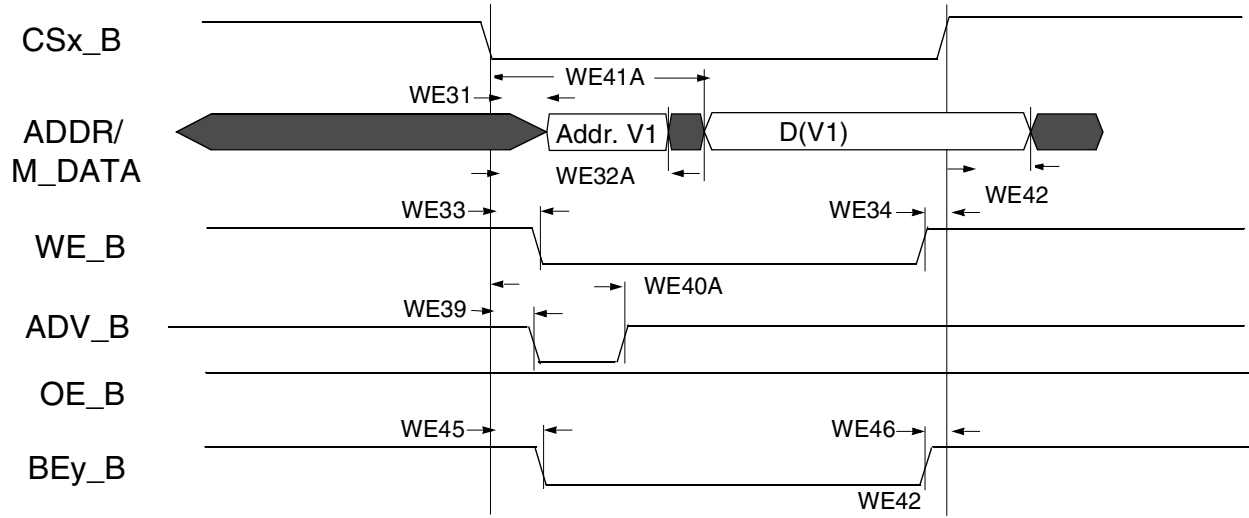 CSx_B
WE41A
WE31
ADDR/
M_DATA
Addr. V1
D(V1)
WE32A
WE42
WE33
WE34
WE_B
WE40A
WE39
ADV_B
OE_B
WE45
WE46
BEy_B
WE42